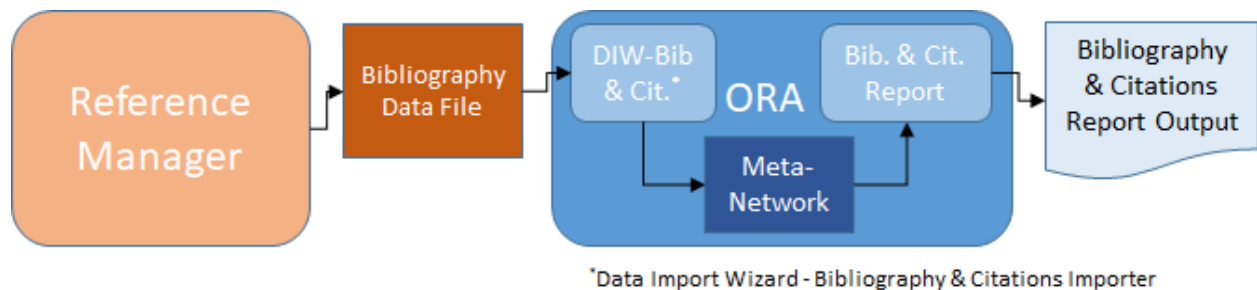 Reference
Manager
Bibliography
Data File
DIW-Bib
& Cit.*
ORA
Bib. & Cit.
Report
Meta-
Network
Bibliography
& Citations
Report Output
*Data Import Wizard - Bibliography & Citations Importer